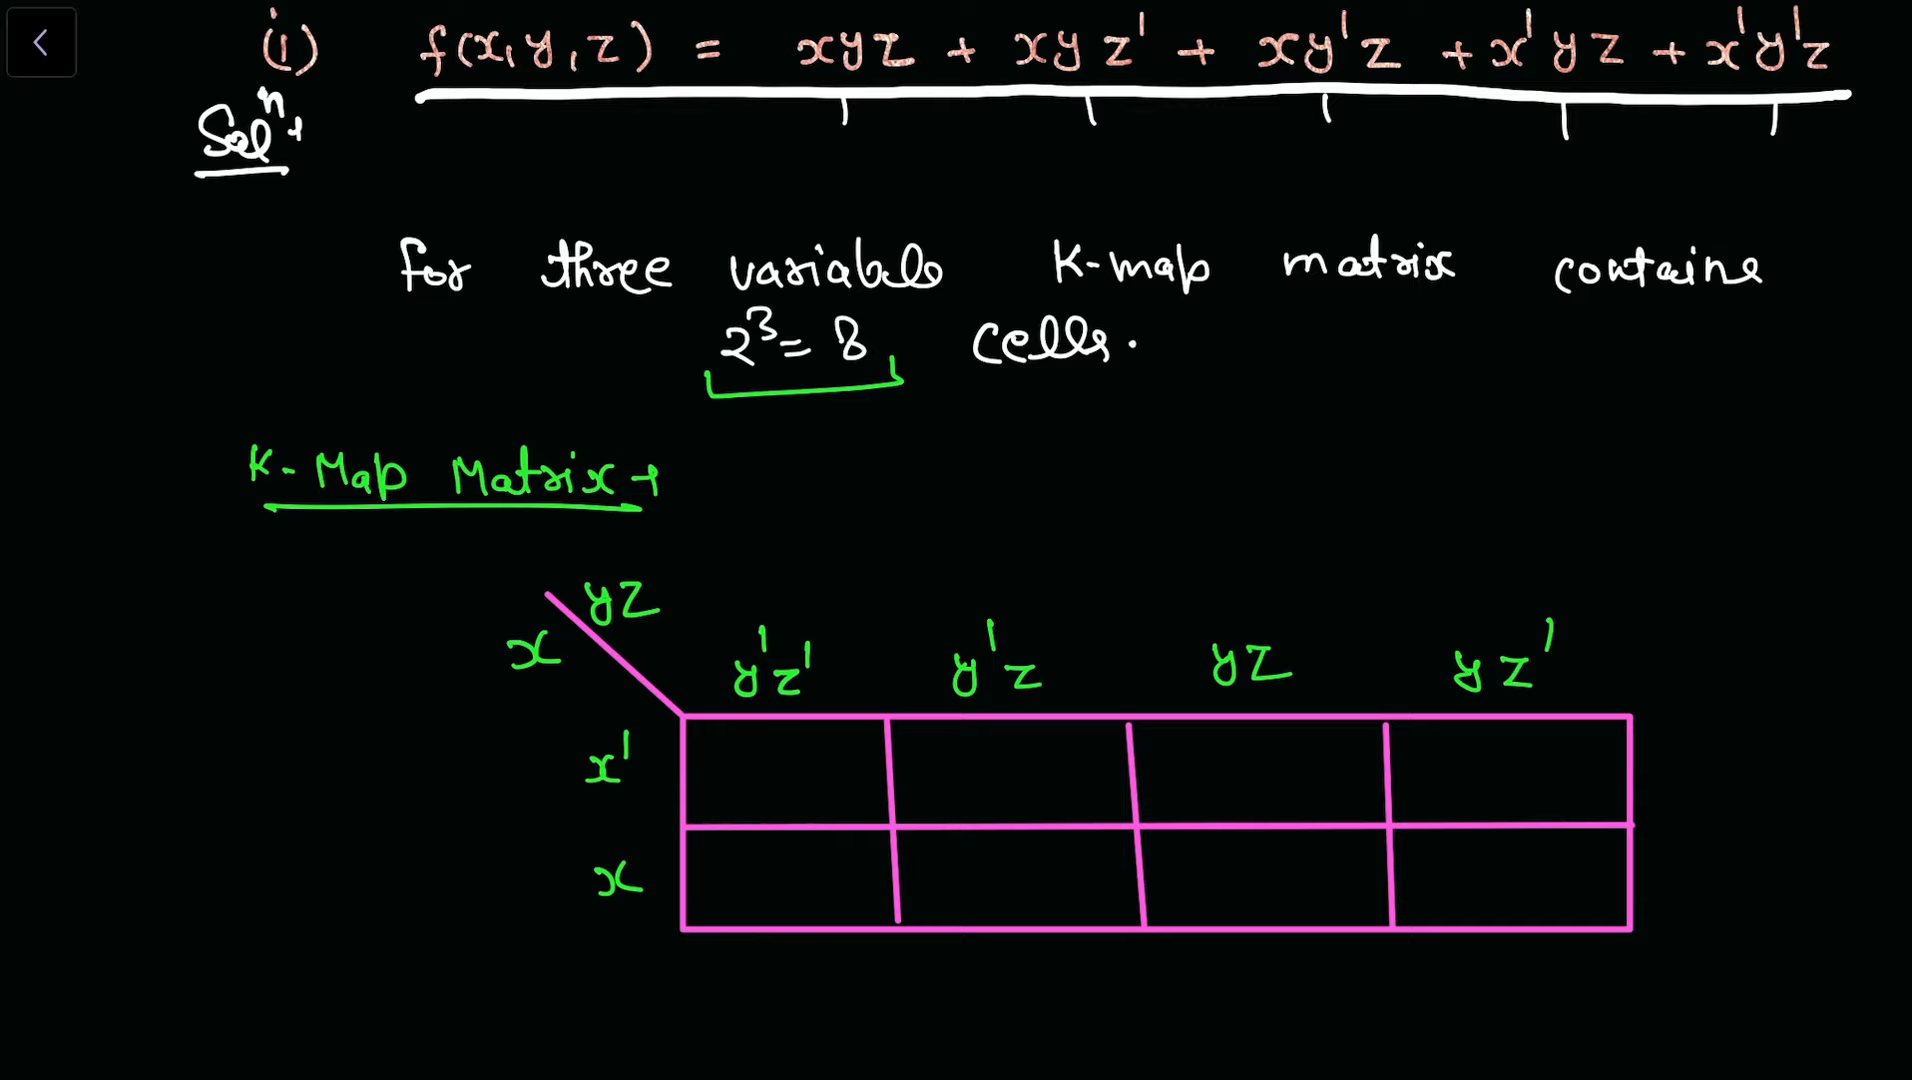 (i) f(x,y,z) = xyz + xyz' + xy'z + x'yz + x'y'z
Solⁿ
for three variable K-map matrix contains
2³ = 8 cells.
K-Map Matrix
yz
x
y'z' y'z yz yz'
x'
x